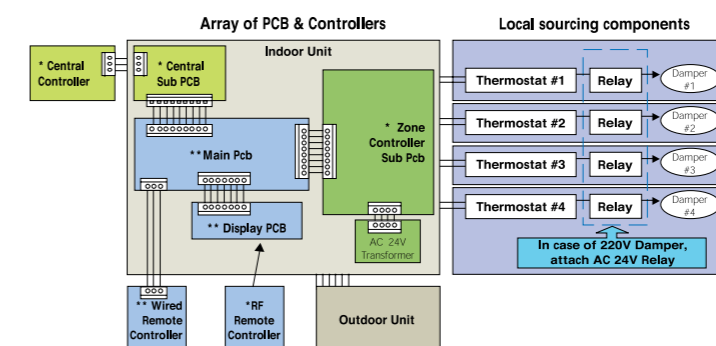 Array of PCB & Controllers
Local sourcing components
Indoor Unit
* Central
Controller
* Central
Sub PCB
* Zone
Controller
Sub Pcb
**Main Pcb
** Display PCB
AC 24V
Transformer
** Wired
Remote
Controller
*RF
Remote
Controller
Outdoor Unit
Thermostat #1
Relay
Damper
#1
Thermostat #2
Relay
Damper
#2
Thermostat #3
Relay
Damper
#3
Thermostat #4
Relay
Damper
#4
In case of 220V Damper,
attach AC 24V Relay